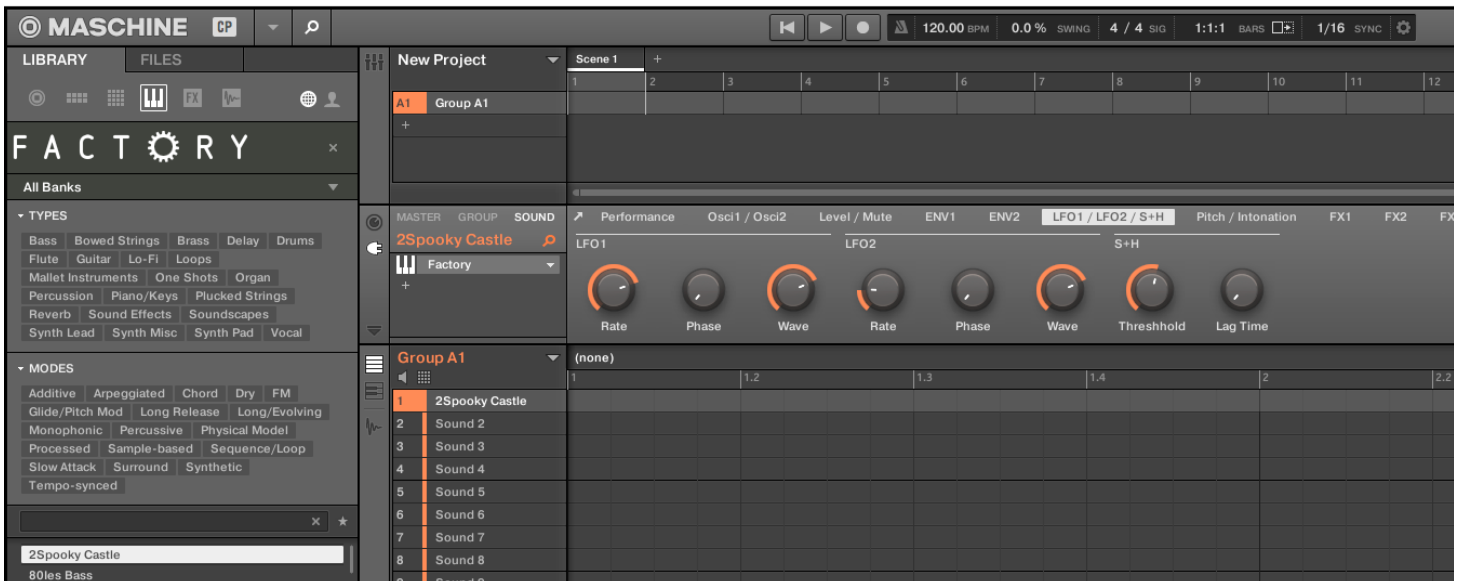 MASCHINE CP
120.00 BPM 0.0 % SWING 4 / 4 SIG 1:1:1 BARS 1/16 SYNC
LIBRARY FILES
FX
FACTORY ×
All Banks
TYPES
Bass Bowed Strings Brass Delay Drums
Flute Guitar Lo-Fi Loops
Mallet Instruments One Shots Organ
Percussion Piano/Keys Plucked Strings
Reverb Sound Effects Soundscapes
Synth Lead Synth Misc Synth Pad Vocal
MODES
Additive Arpeggiated Chord Dry FM
Glide/Pitch Mod Long Release Long/Evolving
Monophonic Percussive Physical Model
Processed Sample-based Sequence/Loop
Slow Attack Surround Synthetic
Tempo-synced
2Spooky Castle
80les Bass
New Project
A1 Group A1
+
Scene 1 +
1 2 3 4 5 6 7 8 9 10 11 12
MASTER GROUP SOUND
2Spooky Castle
Factory
+
Performance Osci1 / Osci2 Level / Mute ENV1 ENV2 LFO1 / LFO2 / S+H Pitch / Intonation FX1 FX2 FX
LFO1 LFO2 S+H
Rate Phase Wave Rate Phase Wave Threshhold Lag Time
Group A1
(none)
1 1.2 1.3 1.4 2 2.2
1 2Spooky Castle
2 Sound 2
3 Sound 3
4 Sound 4
5 Sound 5
6 Sound 6
7 Sound 7
8 Sound 8